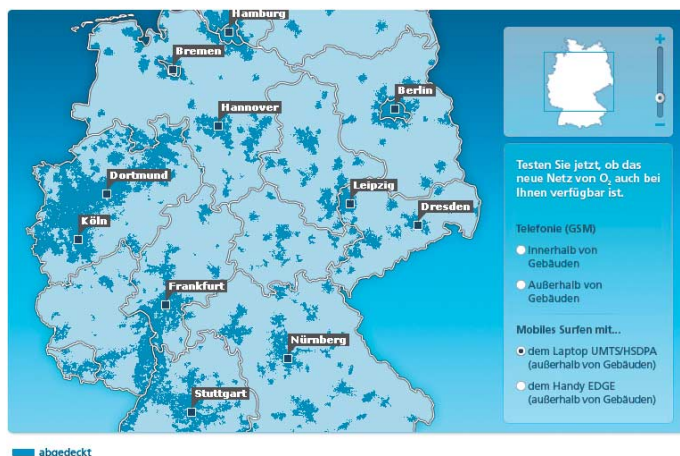 Hamburg
Bremen
Berlin
Hannover
Dortmund
Leipzig
Dresden
Köln
Frankfurt
Nürnberg
Stuttgart
Testen Sie jetzt, ob das
neue Netz von O₂ auch bei
Ihnen verfügbar ist.
Telefonie (GSM)
Innerhalb von
Gebäuden
Außerhalb von
Gebäuden
Mobiles Surfen mit...
dem Laptop UMTS/HSDPA
(außerhalb von Gebäuden)
dem Handy EDGE
(außerhalb von Gebäuden)
abgedeckt